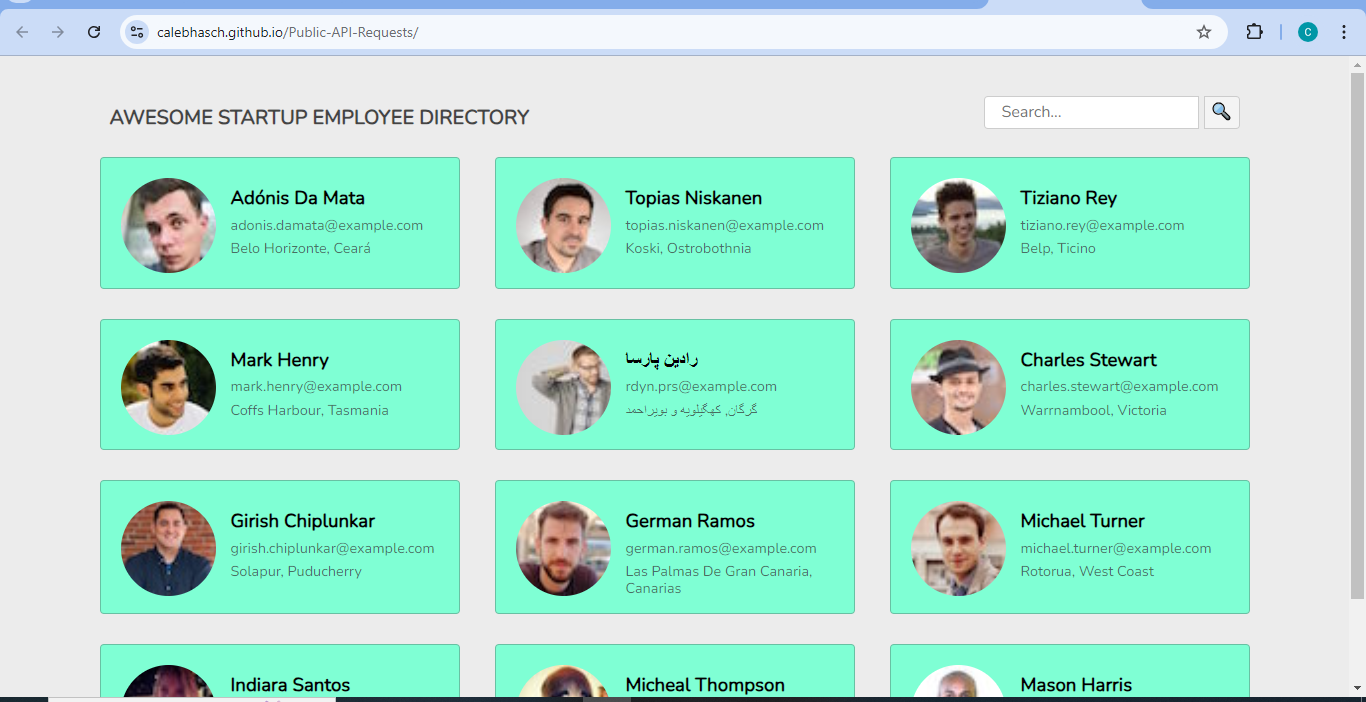 calebhasch.github.io/Public-API-Requests/
C
AWESOME STARTUP EMPLOYEE DIRECTORY
Search...
Adónis Da Mata
adonis.damata@example.com
Belo Horizonte, Ceará
Topias Niskanen
topias.niskanen@example.com
Koski, Ostrobothnia
Tiziano Rey
tiziano.rey@example.com
Belp, Ticino
Mark Henry
mark.henry@example.com
Coffs Harbour, Tasmania
رادین پارسا
rdyn.prs@example.com
گرگان, کهگیلویه و بویراحمد
Charles Stewart
charles.stewart@example.com
Warrnambool, Victoria
Girish Chiplunkar
girish.chiplunkar@example.com
Solapur, Puducherry
German Ramos
german.ramos@example.com
Las Palmas De Gran Canaria,
Canarias
Michael Turner
michael.turner@example.com
Rotorua, West Coast
Indiara Santos
Micheal Thompson
Mason Harris